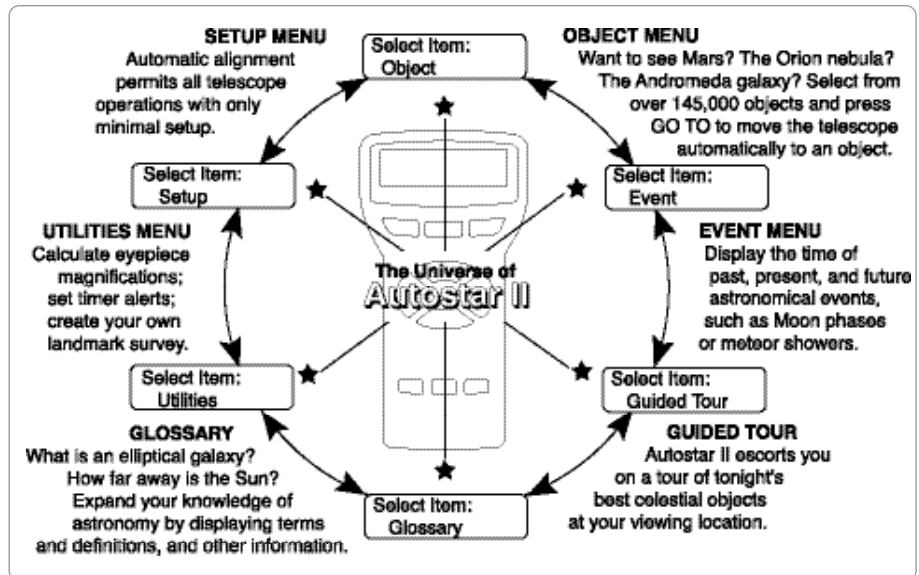 SETUP MENU
Automatic alignment
permits all telescope
operations with only
minimal setup.
Select Item:
Object
OBJECT MENU
Want to see Mars? The Orion nebula?
The Andromeda galaxy? Select from
over 145,000 objects and press
GO TO to move the telescope
automatically to an object.
Select Item:
Setup
Select Item:
Event
UTILITIES MENU
Calculate eyepiece
magnifications;
set timer alerts;
create your own
landmark survey.
The Universe of
Autostar II
EVENT MENU
Display the time of
past, present, and future
astronomical events,
such as Moon phases
or meteor showers.
Select Item:
Utilities
Select Item:
Guided Tour
GLOSSARY
What is an elliptical galaxy?
How far away is the Sun?
Expand your knowledge of
astronomy by displaying terms
and definitions, and other information.
Select Item:
Glossary
GUIDED TOUR
Autostar II escorts you
on a tour of tonight's
best celestial objects
at your viewing location.